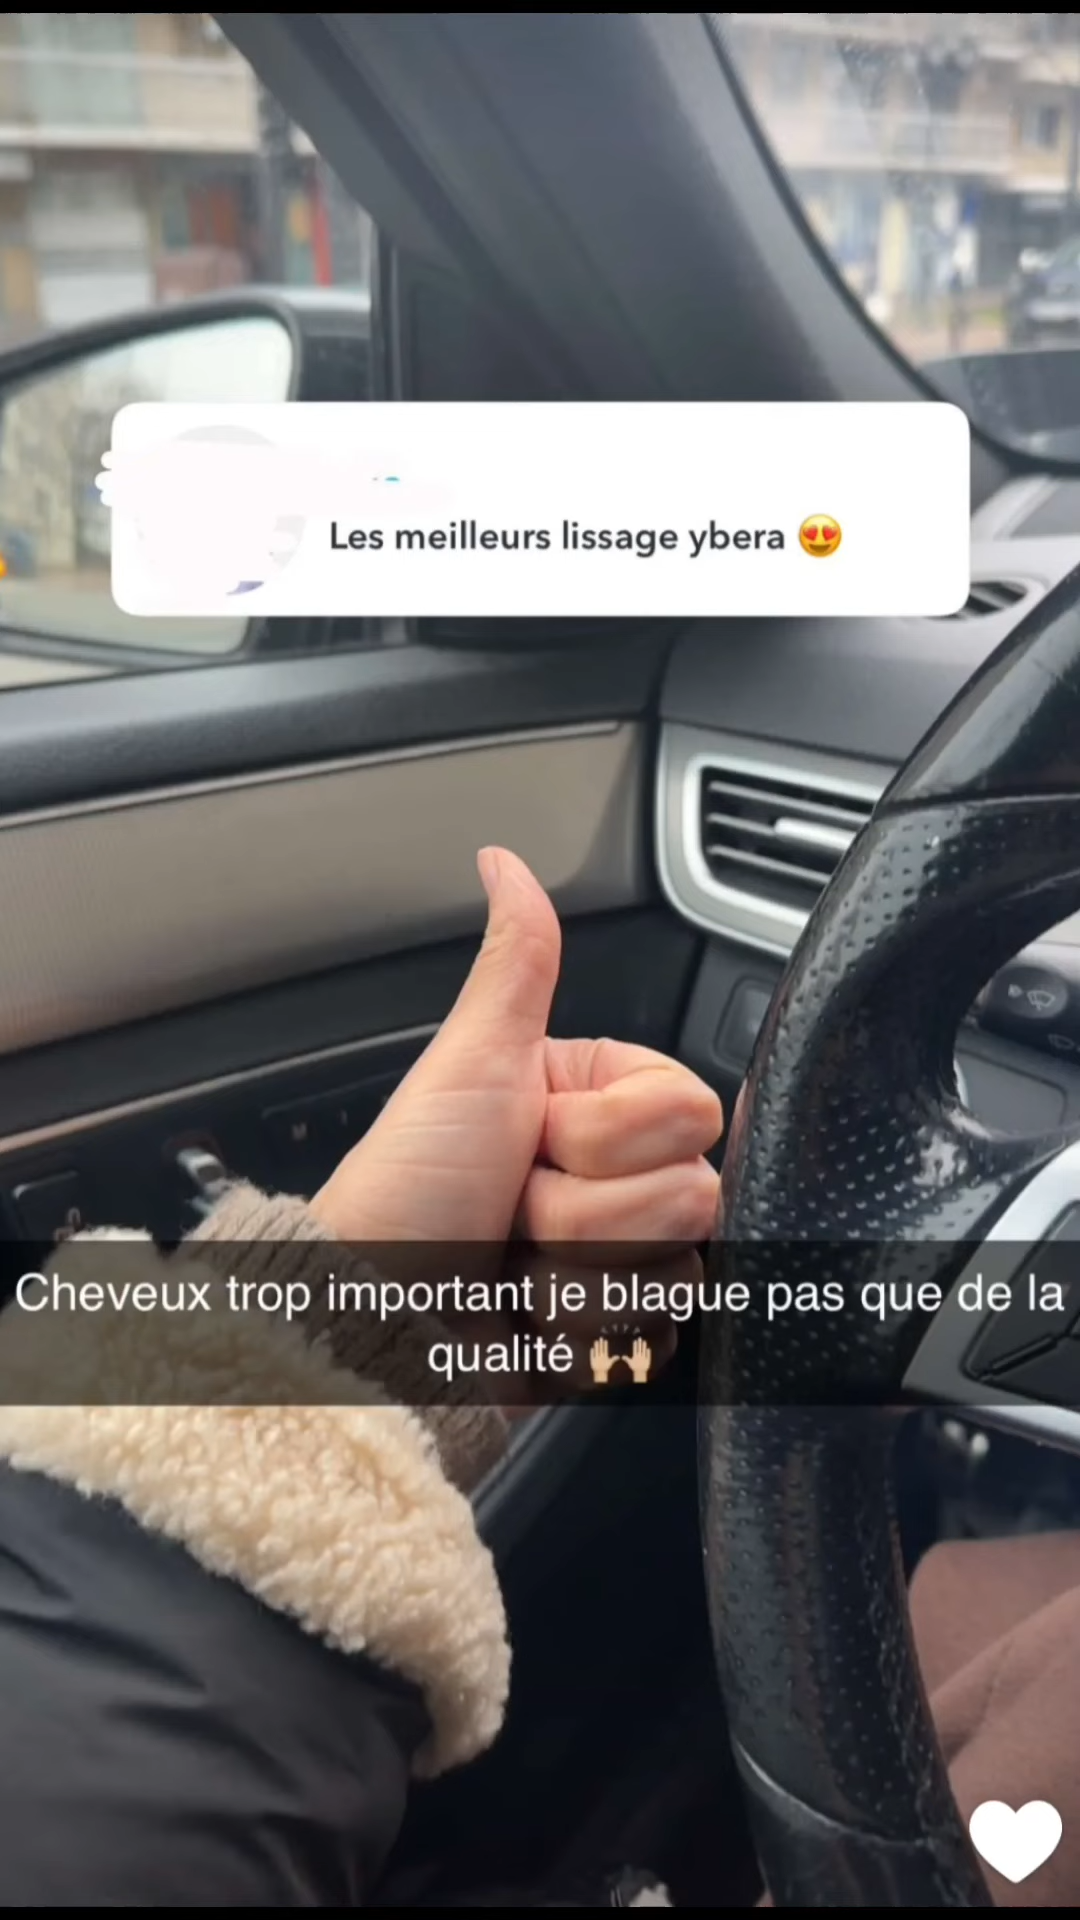 Les meilleurs lissage ybera 😍
Cheveux trop important je blague pas que de la
qualité 🙌🏼